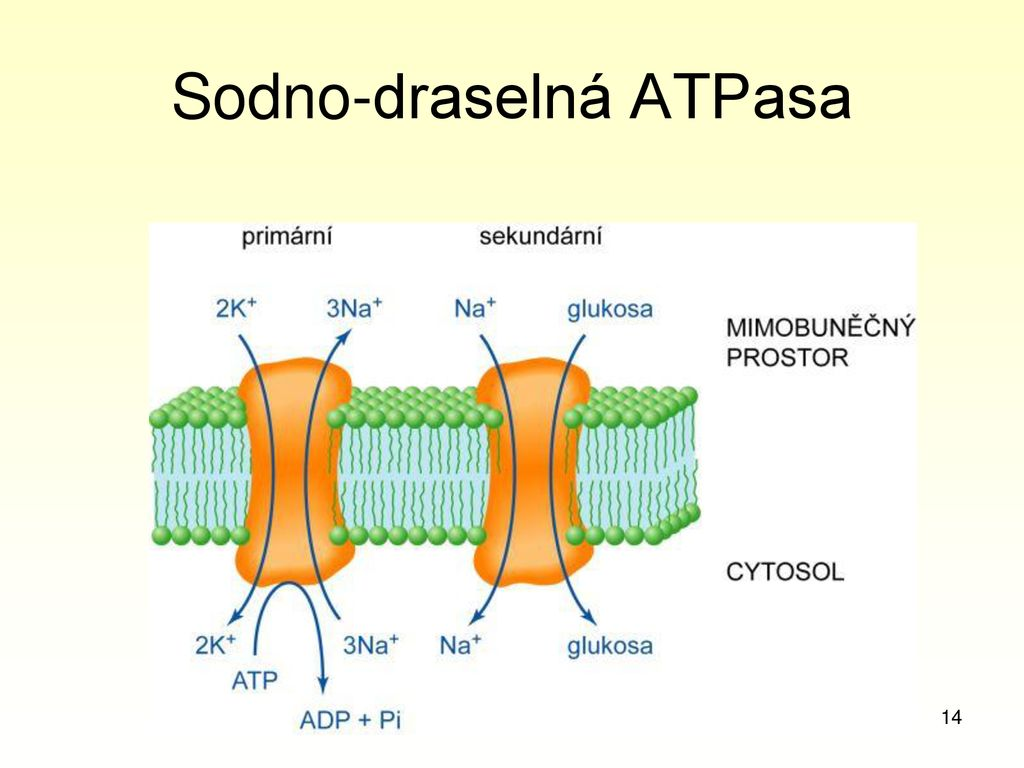 Sodno-draselná ATPasa
primární sekundární
2K⁺ 3Na⁺ Na⁺ glukosa
MIMOBUNĚČNÝ
PROSTOR
CYTOSOL
2K⁺ 3Na⁺ Na⁺ glukosa
ATP
ADP + Pi
14